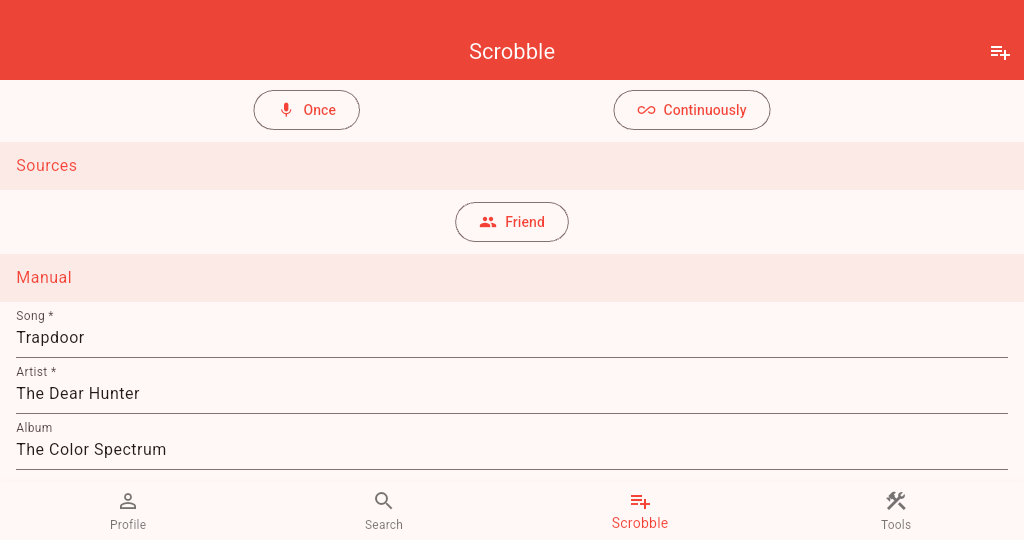 Scrobble
Once
Continuously
Sources
Friend
Manual
Song *
Trapdoor
Artist *
The Dear Hunter
Album
The Color Spectrum
Profile
Search
Scrobble
Tools